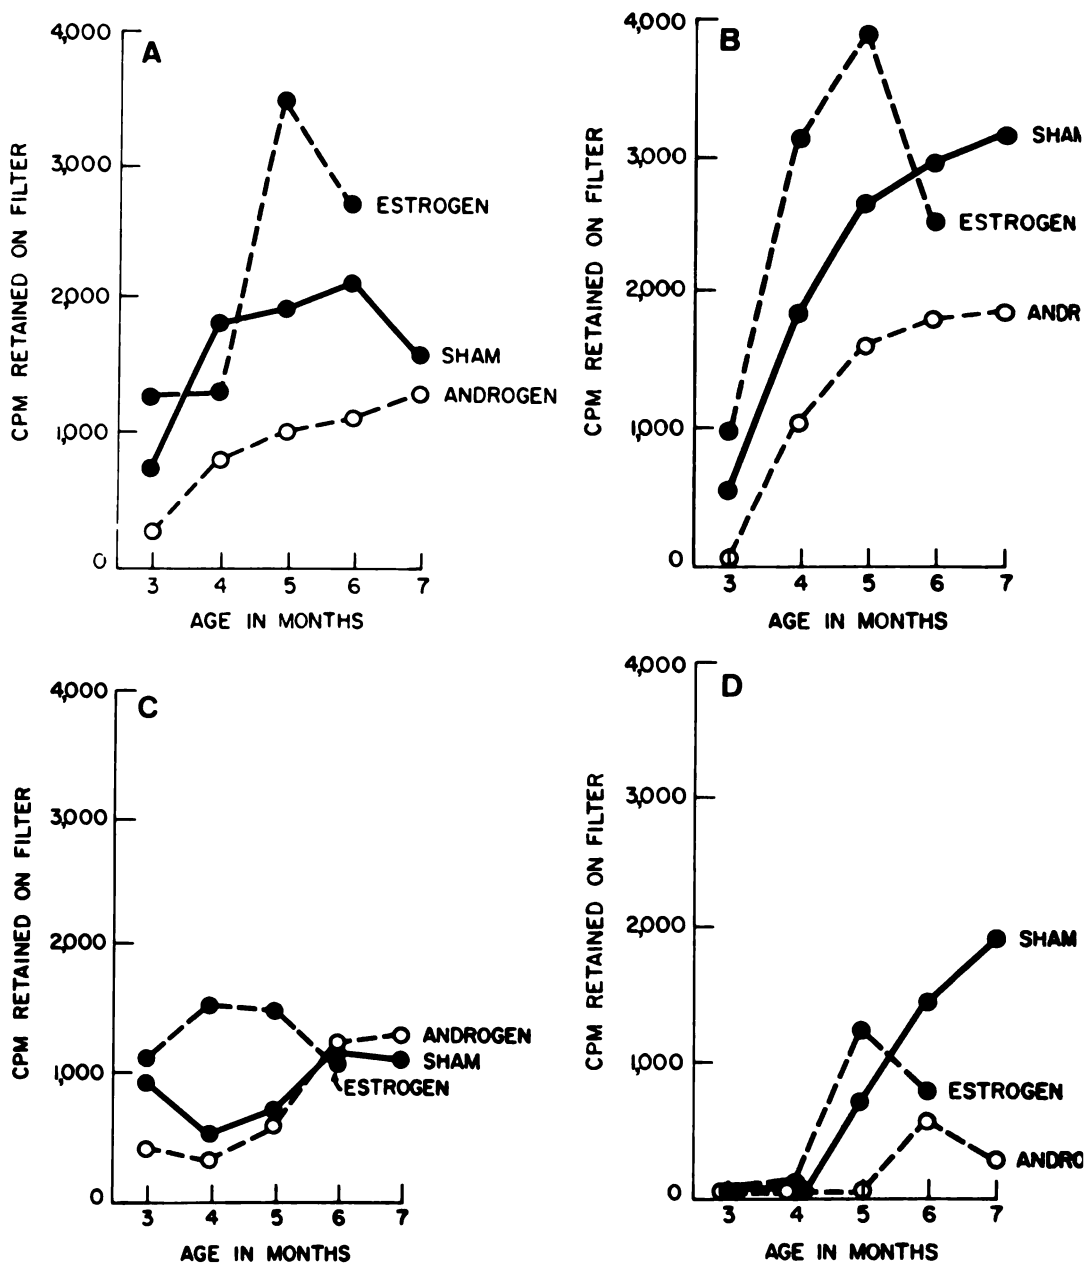 A
4,000
3,000
2,000
1,000
0
CPM RETAINED ON FILTER
ESTROGEN
SHAM
ANDROGEN
3 4 5 6 7
AGE IN MONTHS
B
4,000
3,000
2,000
1,000
0
CPM RETAINED ON FILTER
SHAM
ESTROGEN
ANDR
3 4 5 6 7
AGE IN MONTHS
C
4,000
3,000
2,000
1,000
0
CPM RETAINED ON FILTER
ANDROGEN
SHAM
ESTROGEN
3 4 5 6 7
AGE IN MONTHS
D
4,000
3,000
2,000
1,000
0
CPM RETAINED ON FILTER
SHAM
ESTROGEN
ANDRO
3 4 5 6 7
AGE IN MONTHS